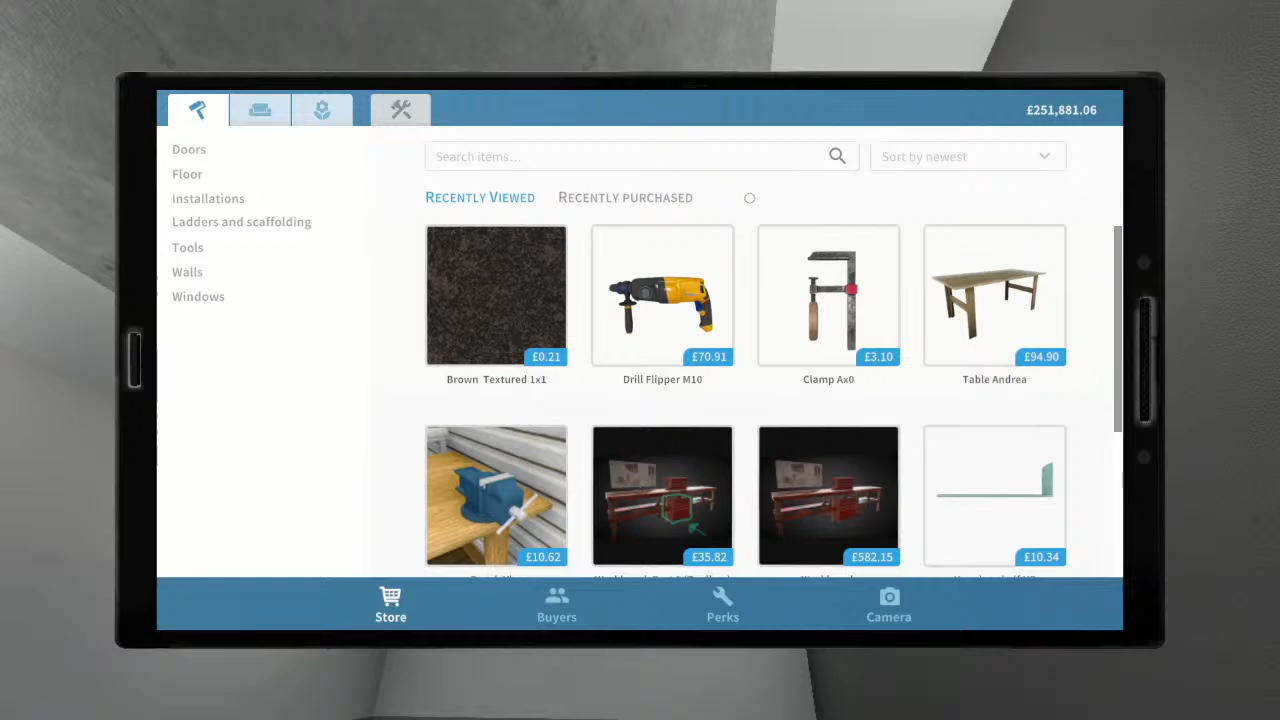 £251,881.06
Doors
Floor
Installations
Ladders and scaffolding
Tools
Walls
Windows
Search items...
Sort by newest
RECENTLY VIEWED
RECENTLY PURCHASED
£0.21
£70.91
£3.10
£94.90
Brown Textured 1x1
Drill Flipper M10
Clamp Ax0
Table Andrea
£10.62
£35.82
£582.15
£10.34
Store
Buyers
Perks
Camera